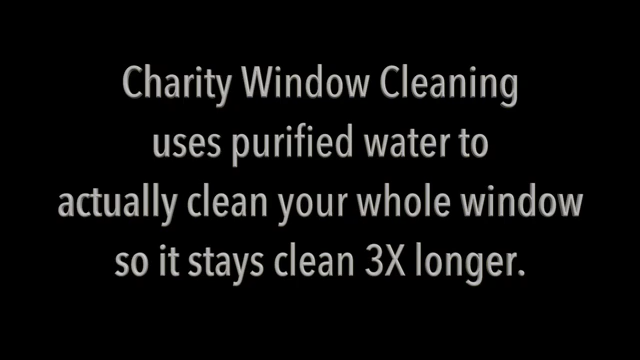 Charity Window Cleaning
uses purified water to
actually clean your whole window
so it stays clean 3X longer.